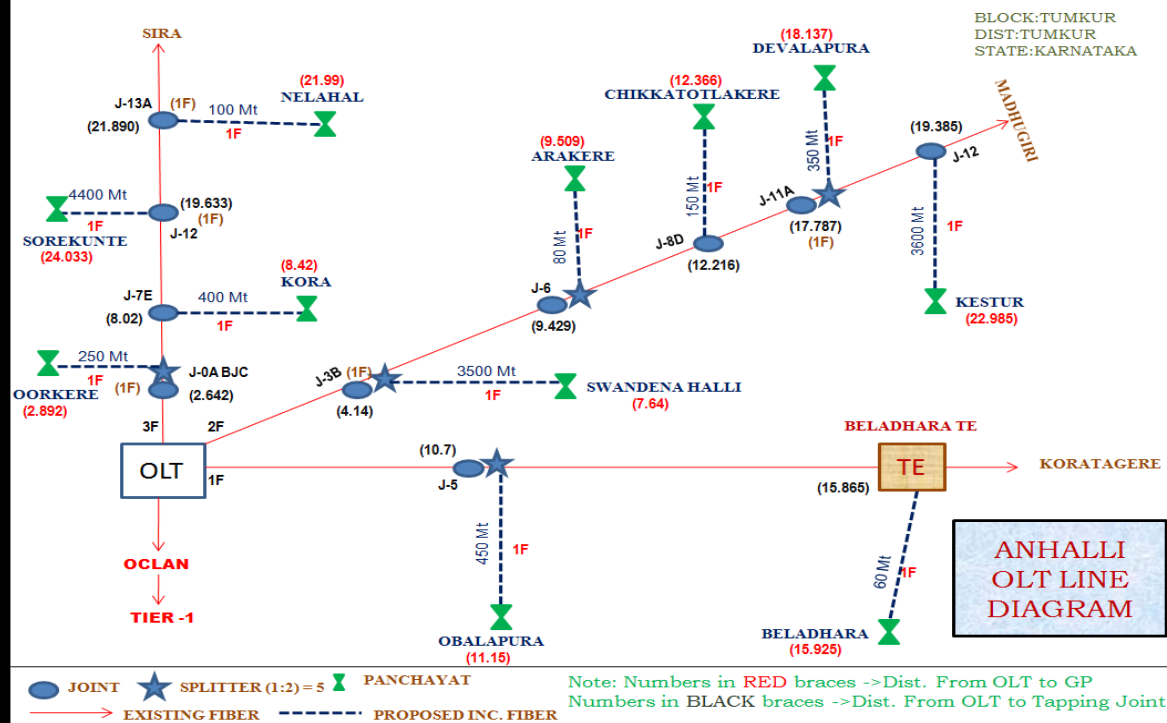 BLOCK:TUMKUR
DIST:TUMKUR
STATE:KARNATAKA
SIRA
(21.99)
NELAHAL
J-13A
(1F)
100 Mt
(21.890)
1F
4400 Mt
(19.633)
1F
(1F)
SOREKUNTE
J-12
(24.033)
(8.42)
KORA
J-7E
400 Mt
(8.02)
1F
250 Mt
1F
J-0A BJC
OORKERE
(1F)
(2.642)
(2.892)
3F
2F
OLT
1F
OCLAN
TIER -1
(18.137)
DEVALAPURA
(12.366)
CHIKKATOTLAKERE
(9.509)
ARAKERE
MADHUGIRI
(19.385)
J-12
350 Mt
1F
J-11A
150 Mt
1F
(17.787)
(1F)
J-8D
(12.216)
80 Mt
1F
3600 Mt
1F
J-6
(9.429)
KESTUR
(22.985)
J-3B
(1F)
3500 Mt
(4.14)
1F
SWANDENA HALLI
(7.64)
BELADHARA TE
(10.7)
TE
KORATAGERE
J-5
(15.865)
450 Mt
1F
60 Mt
1F
OBALAPURA
(11.15)
BELADHARA
(15.925)
ANHALLI
OLT LINE
DIAGRAM
JOINT
SPLITTER (1:2) = 5
PANCHAYAT
EXISTING FIBER
PROPOSED INC. FIBER
Note: Numbers in RED braces ->Dist. From OLT to GP
Numbers in BLACK braces ->Dist. From OLT to Tapping Joint